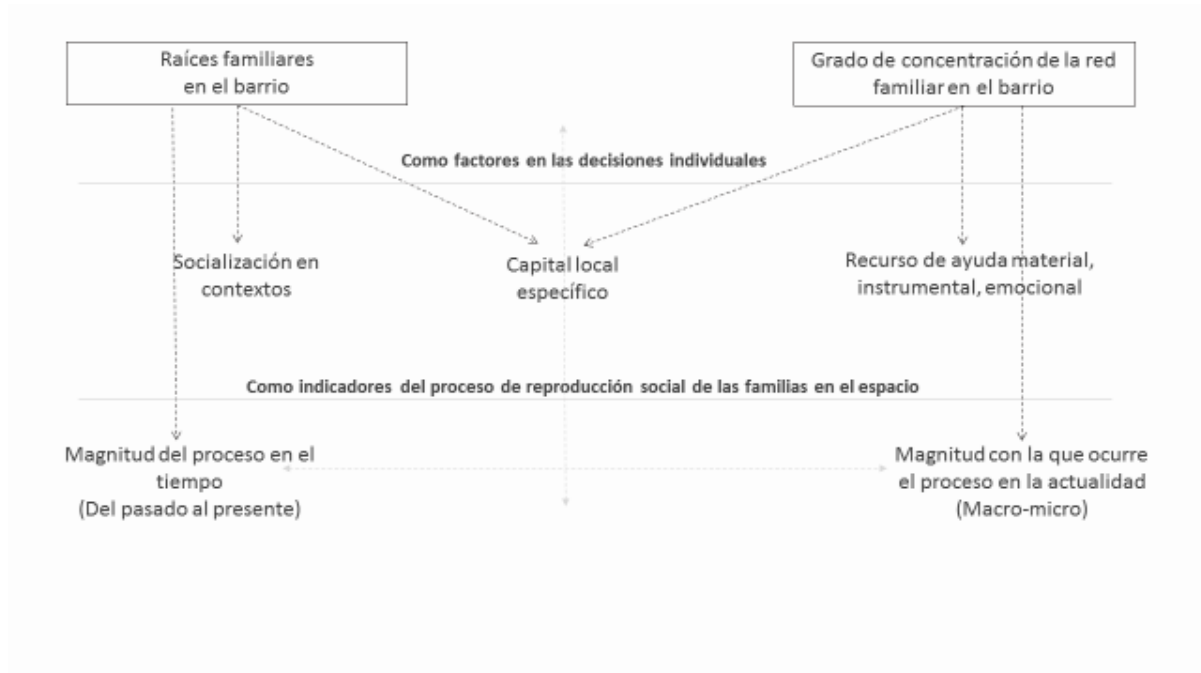 Raíces familiares
en el barrio
Grado de concentración de la red
familiar en el barrio
Como factores en las decisiones individuales
Socialización en
contextos
Capital local
específico
Recurso de ayuda material,
instrumental, emocional
Como indicadores del proceso de reproducción social de las familias en el espacio
Magnitud del proceso en el
tiempo
(Del pasado al presente)
Magnitud con la que ocurre
el proceso en la actualidad
(Macro-micro)